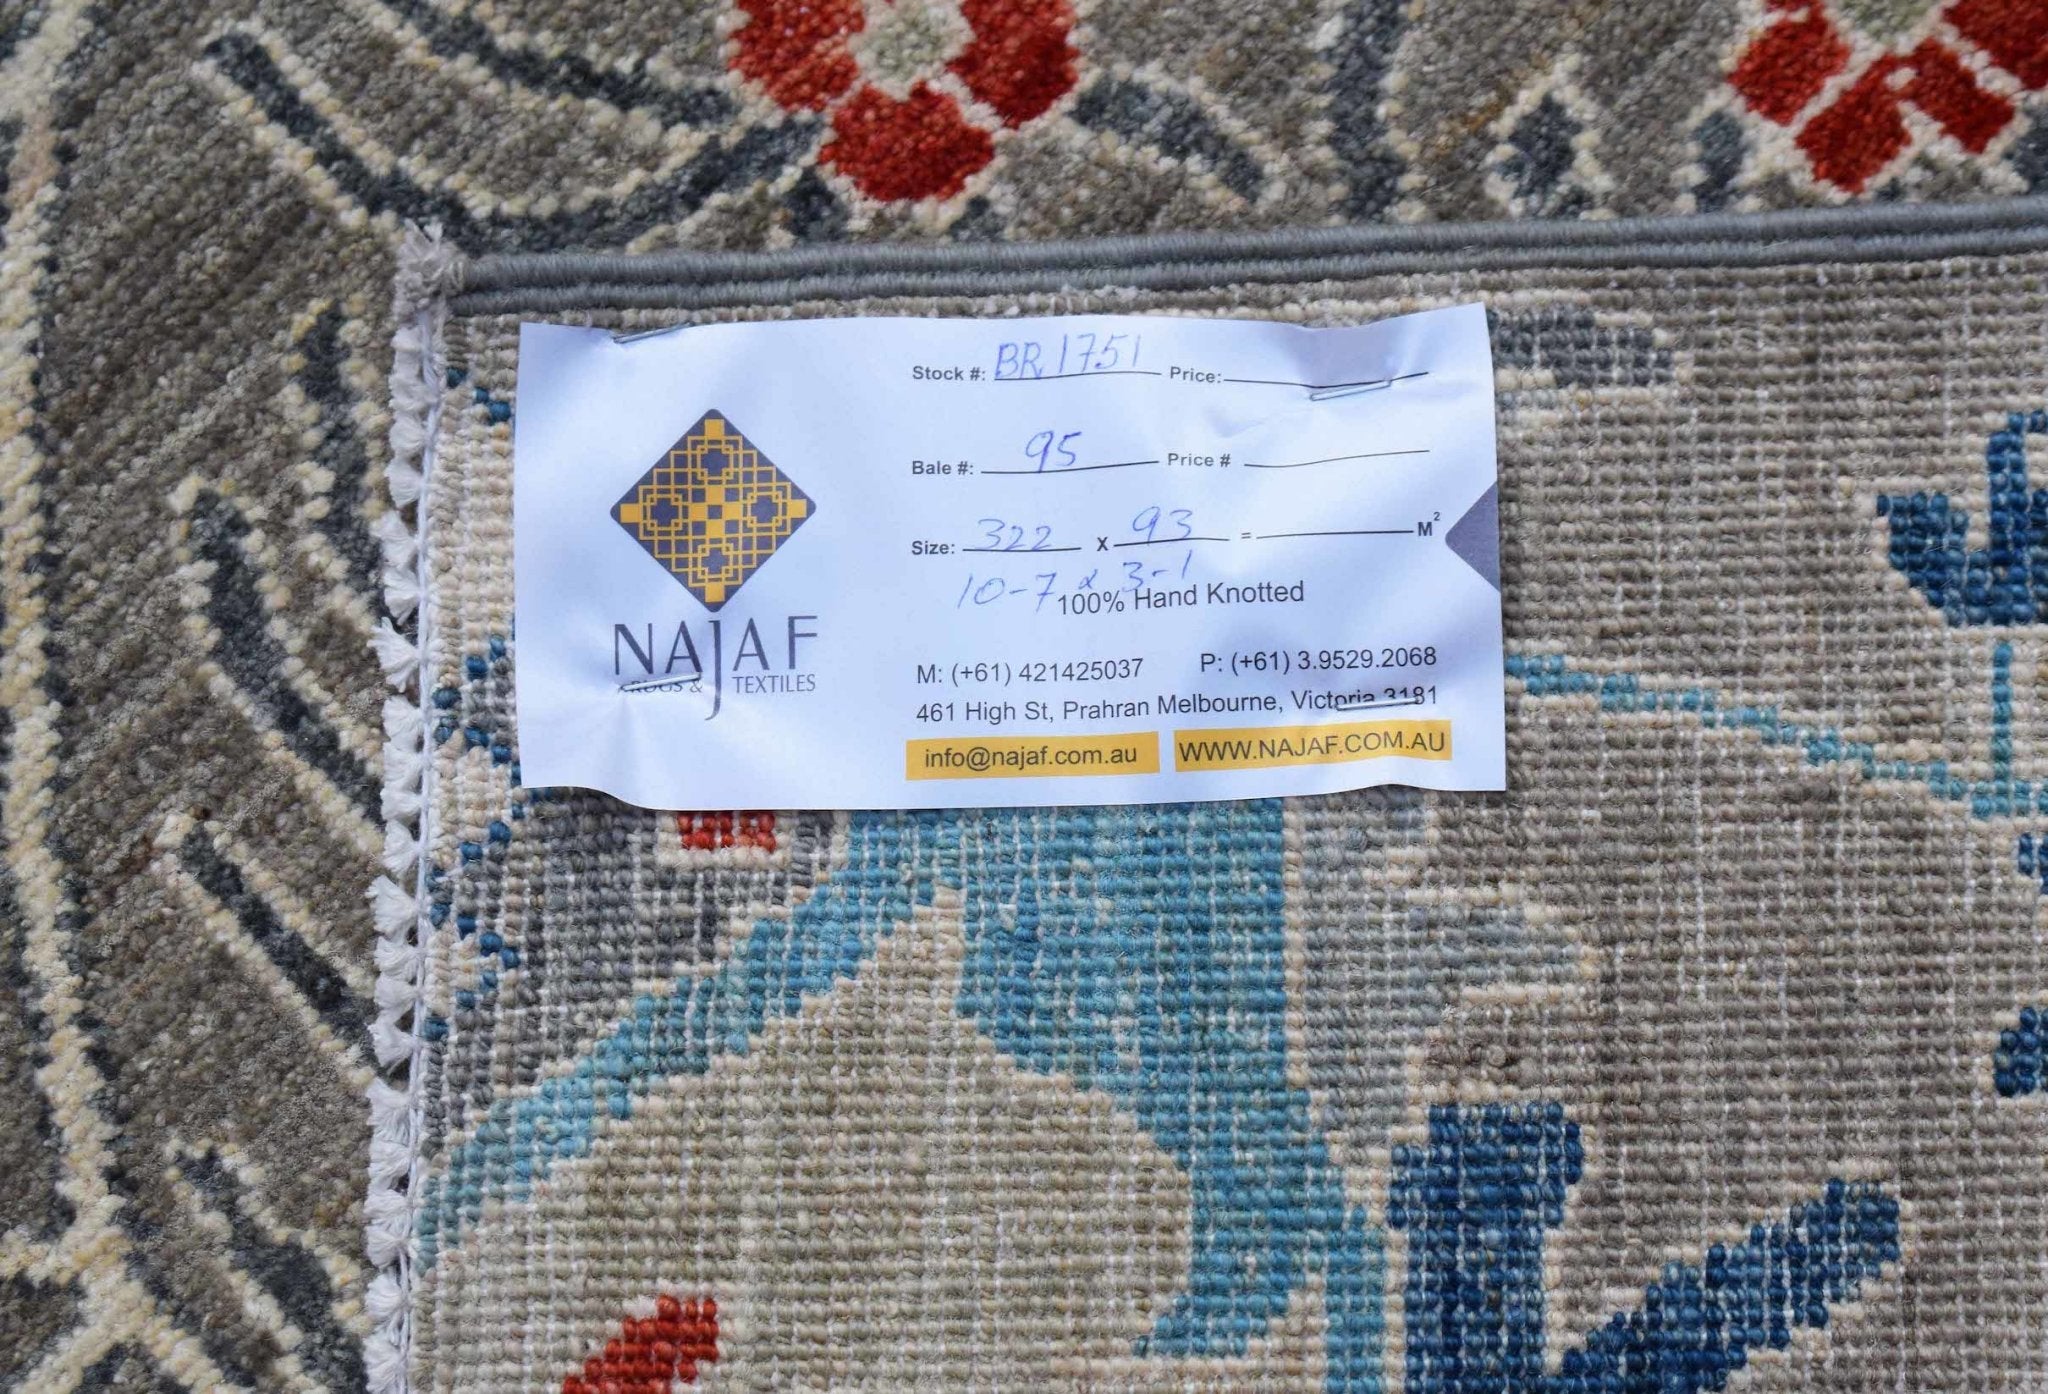 Stock #: BR1751 Price:
Bale #: 95 Price #
Size: 322 x 93 = M²
10-7 x 3-1
100% Hand Knotted
NAJAF
RUGS & TEXTILES
M: (+61) 421425037 P: (+61) 3.9529.2068
461 High St, Prahran Melbourne, Victoria 3181
info@najaf.com.au WWW.NAJAF.COM.AU